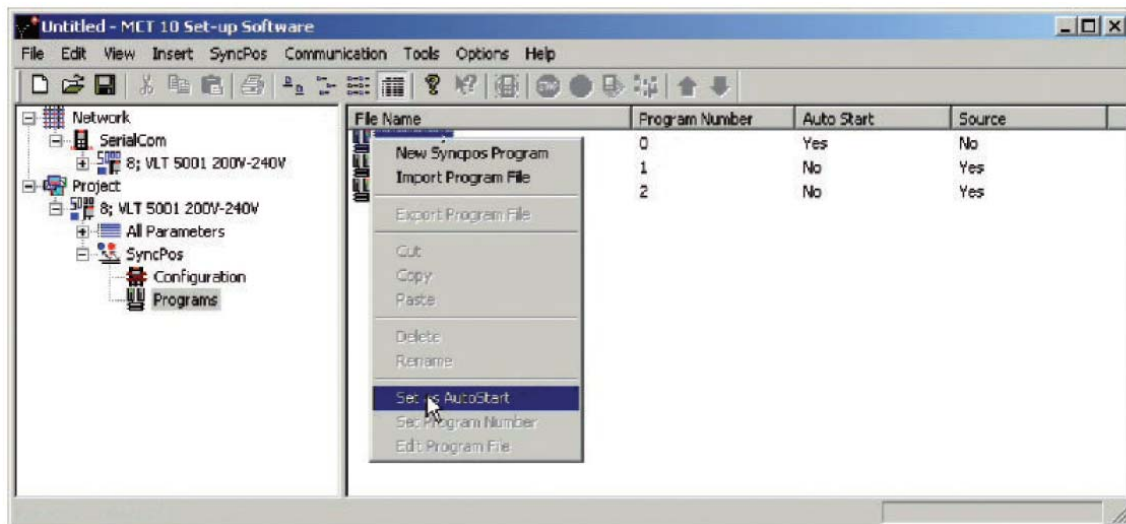 Untitled - MCT 10 Set-up Software
File Edit View Insert SyncPos Communication Tools Options Help
Network
SerialCom
8; VLT 5001 200V-240V
Project
8; VLT 5001 200V-240V
All Parameters
SyncPos
Configuration
Programs
File Name Program Number Auto Start Source
0 Yes No
1 No Yes
2 No Yes
New Syncpos Program
Import Program File
Export Program File
Cut
Copy
Paste
Delete
Rename
Set as AutoStart
Set Program Number
Edit Program File